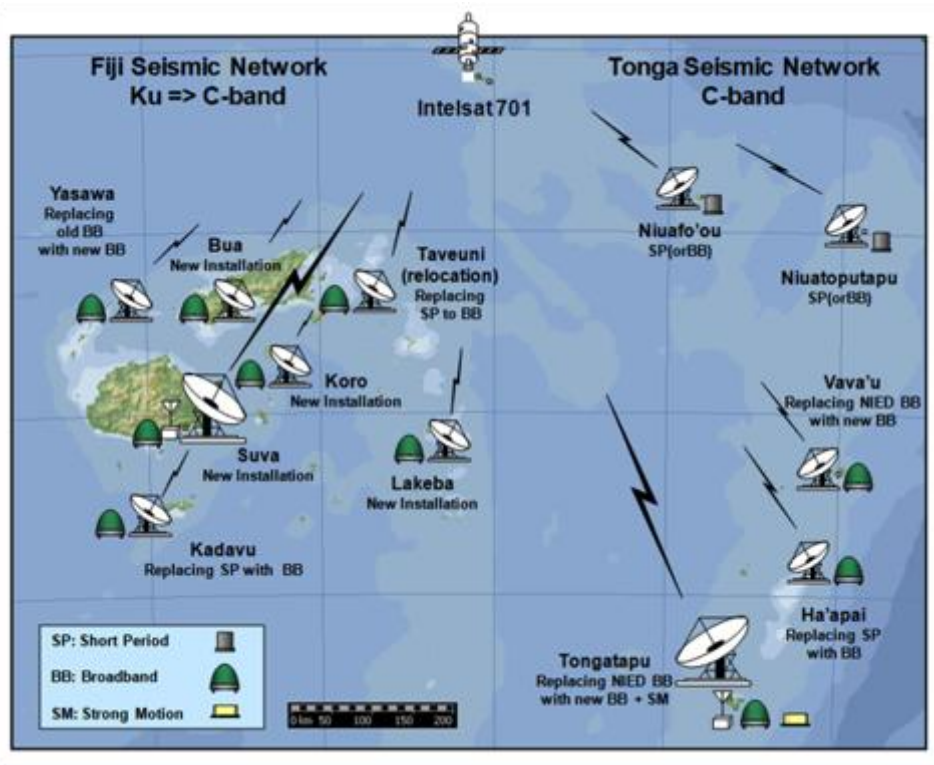 Fiji Seismic Network
Ku => C-band
Intelsat 701
Tonga Seismic Network
C-band
Yasawa
Replacing
old BB
with new BB
Bua
New Installation
Taveuni
(relocation)
Replacing
SP to BB
Koro
New Installation
Suva
New Installation
Lakeba
New Installation
Kadavu
Replacing SP with BB
Niuafo'ou
SP(orBB)
Niuatoputapu
SP(orBB)
Vava'u
Replacing NIED BB
with new BB
Ha'apai
Replacing SP
with BB
Tongatapu
Replacing NIED BB
with new BB + SM
SP: Short Period
BB: Broadband
SM: Strong Motion
0 km 50 100 150 200